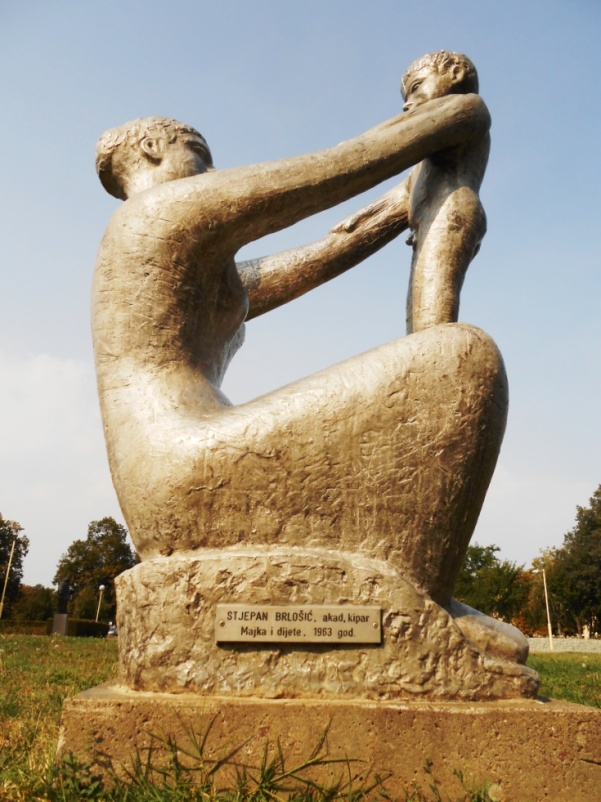 STJEPAN BRLOŠIĆ, akad. kipar
Majka i dijete, 1963 god.